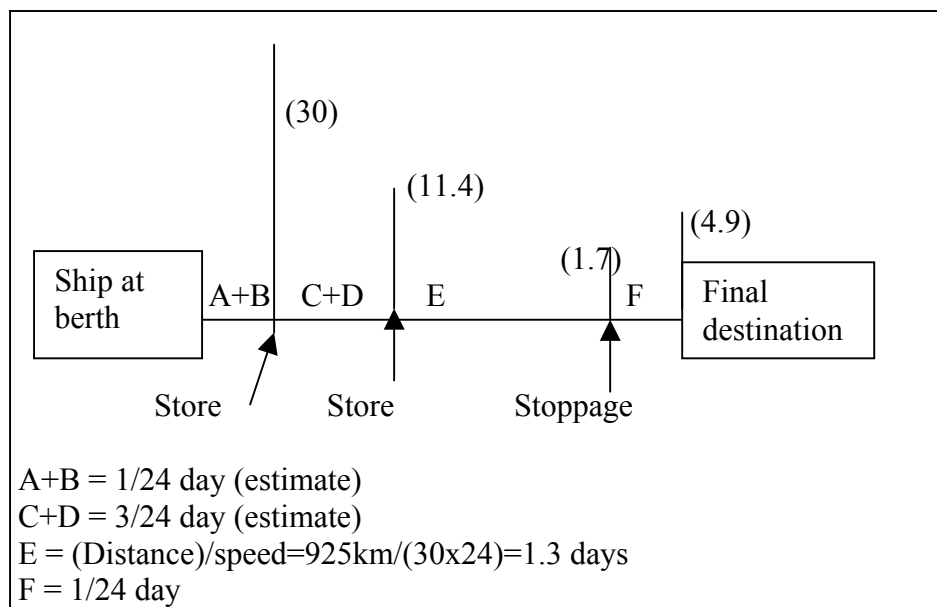 (30)
(11.4)
(4.9)
(1.7)
Ship at
berth
A+B
C+D
E
F
Final
destination
Store
Store
Stoppage
A+B = 1/24 day (estimate)
C+D = 3/24 day (estimate)
E = (Distance)/speed=925km/(30x24)=1.3 days
F = 1/24 day